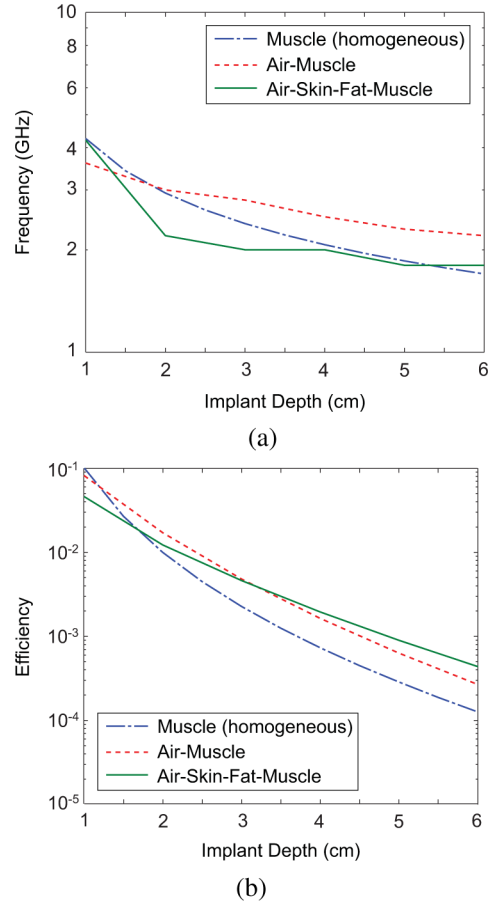 10
8
6
4
3
2
1
Frequency (GHz)
Muscle (homogeneous)
Air-Muscle
Air-Skin-Fat-Muscle
1 2 3 4 5 6
Implant Depth (cm)
(a)
10-1
10-2
10-3
10-4
10-5
Efficiency
Muscle (homogeneous)
Air-Muscle
Air-Skin-Fat-Muscle
1 2 3 4 5 6
Implant Depth (cm)
(b)